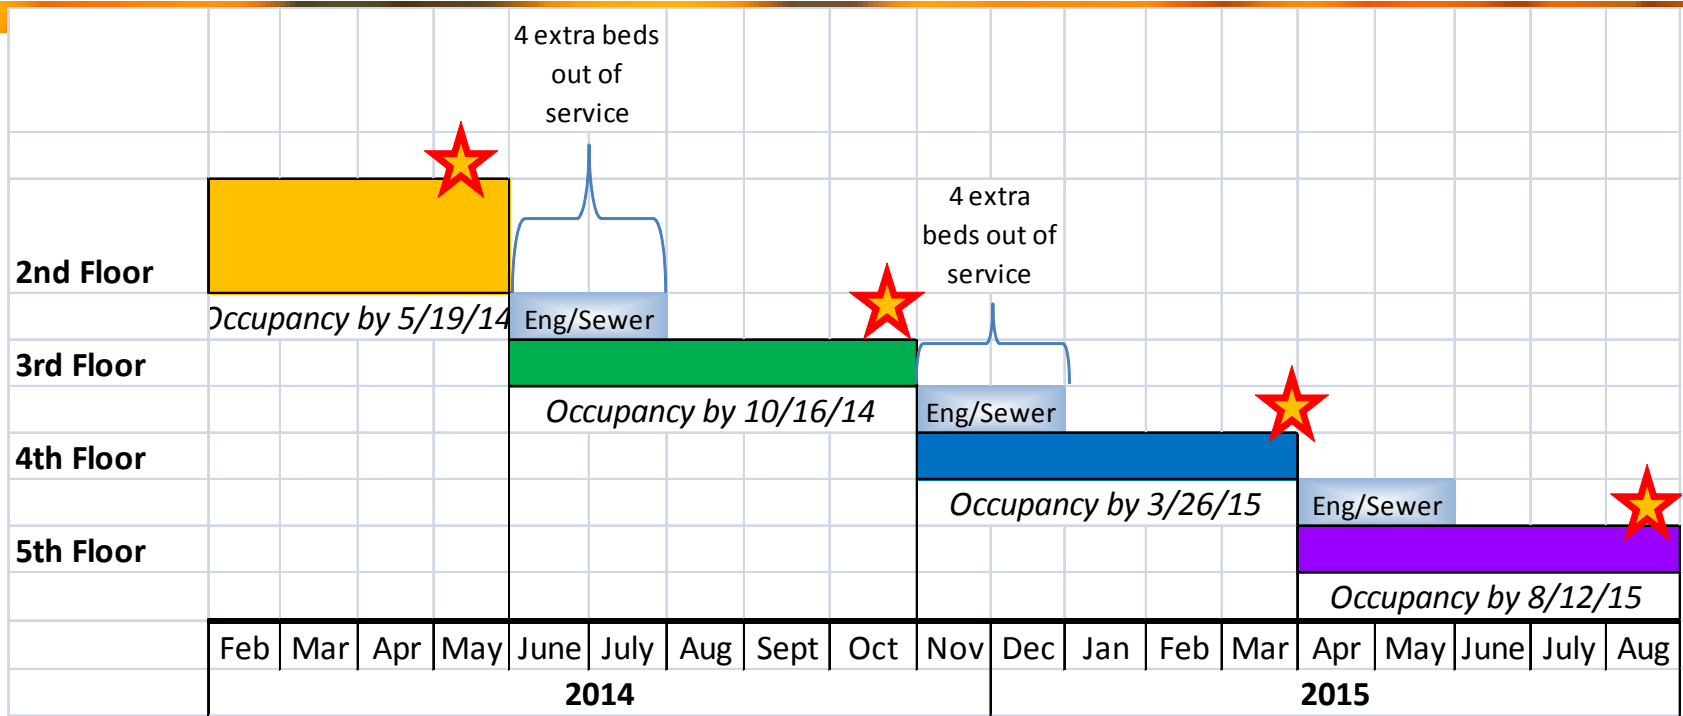 4 extra beds
out of
service
4 extra
beds out of
service
2nd Floor
Occupancy by 5/19/14
Eng/Sewer
3rd Floor
Occupancy by 10/16/14
Eng/Sewer
4th Floor
Occupancy by 3/26/15
Eng/Sewer
5th Floor
Occupancy by 8/12/15
Feb Mar Apr May June July Aug Sept Oct Nov Dec Jan Feb Mar Apr May June July Aug
2014 2015